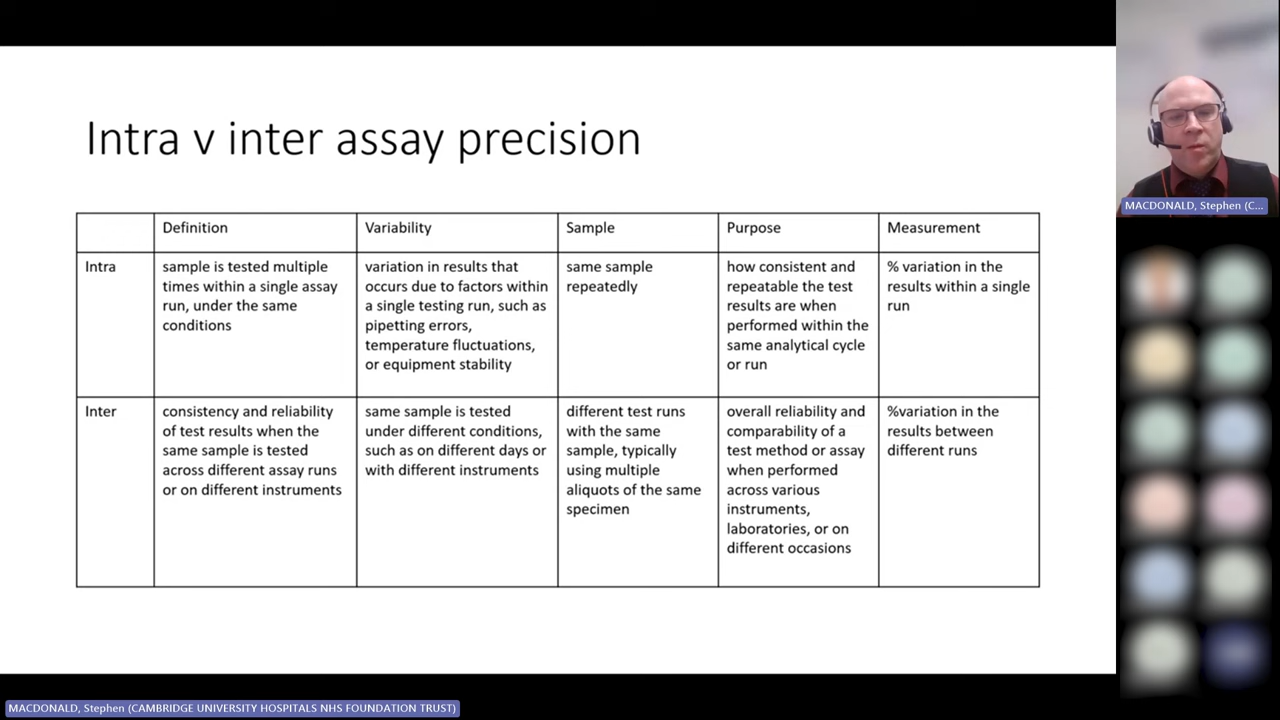 Intra v inter assay precision
Definition
Variability
Sample
Purpose
Measurement
Intra
sample is tested multiple
times within a single assay
run, under the same
conditions
variation in results that
occurs due to factors within
a single testing run, such as
pipetting errors,
temperature fluctuations,
or equipment stability
same sample
repeatedly
how consistent and
repeatable the test
results are when
performed within the
same analytical cycle
or run
% variation in the
results within a single
run
Inter
consistency and reliability
of test results when the
same sample is tested
across different assay runs
or on different instruments
same sample is tested
under different conditions,
such as on different days or
with different instruments
different test runs
with the same
sample, typically
using multiple
aliquots of the same
specimen
overall reliability and
comparability of a
test method or assay
when performed
across various
instruments,
laboratories, or on
different occasions
%variation in the
results between
different runs
MACDONALD, Stephen (C...
MACDONALD, Stephen (CAMBRIDGE UNIVERSITY HOSPITALS NHS FOUNDATION TRUST)